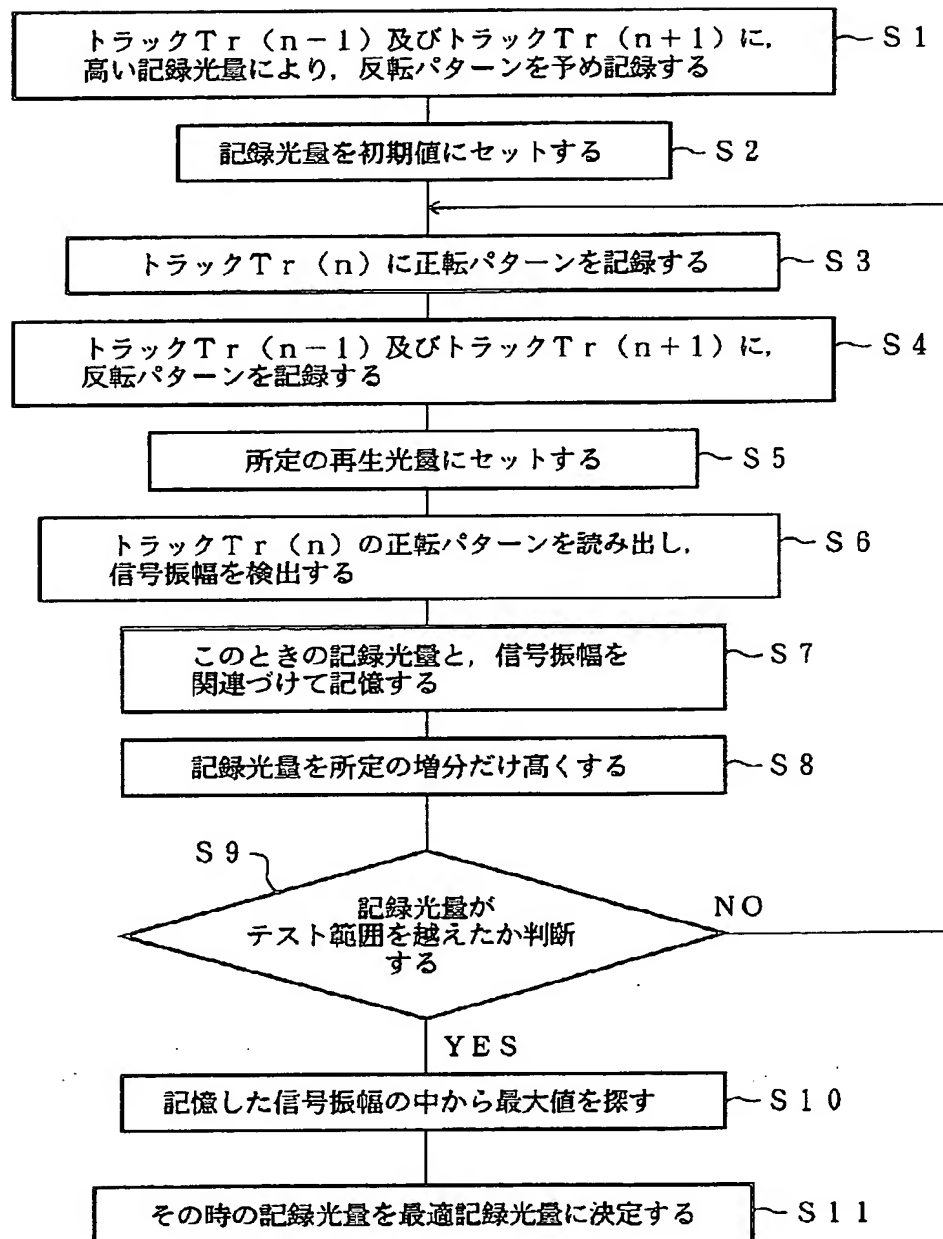 トラックTr(n-1)及びトラックTr(n+1)に,
高い記録光量により,反転パターンを予め記録する
S1
記録光量を初期値にセットする
S2
トラックTr(n)に正転パターンを記録する
S3
トラックTr(n-1)及びトラックTr(n+1)に,
反転パターンを記録する
S4
所定の再生光量にセットする
S5
トラックTr(n)の正転パターンを読み出し,
信号振幅を検出する
S6
このときの記録光量と,信号振幅を
関連づけて記憶する
S7
記録光量を所定の増分だけ高くする
S8
S9
記録光量が
テスト範囲を越えたか判断
する
NO
YES
記憶した信号振幅の中から最大値を探す
S10
その時の記録光量を最適記録光量に決定する
S11